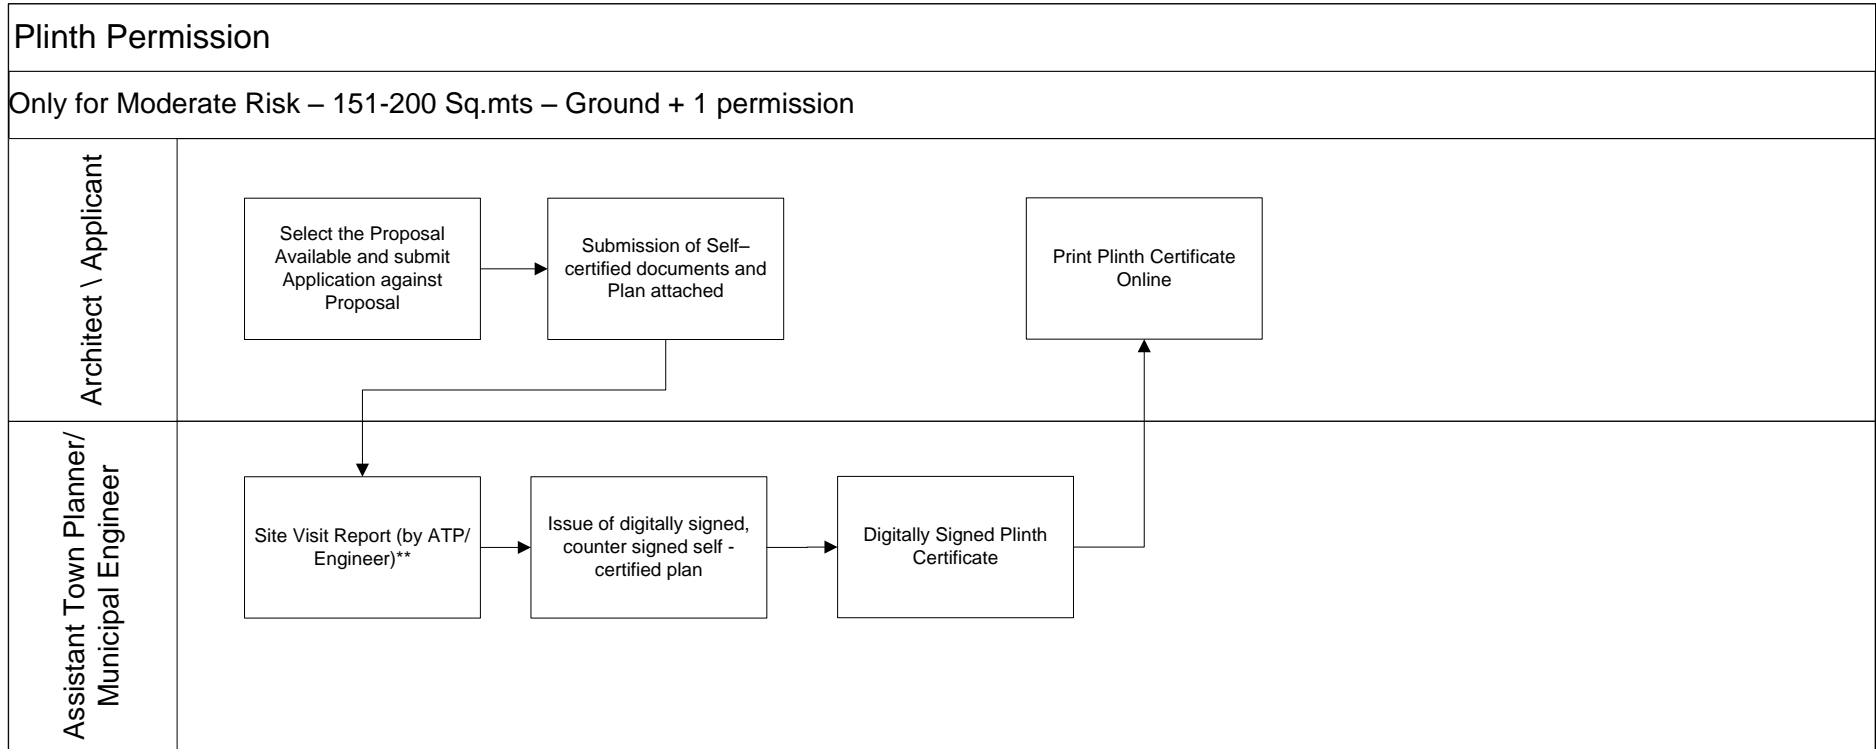 Plinth Permission
Only for Moderate Risk – 151-200 Sq.mts – Ground + 1 permission
Architect \ Applicant
Select the Proposal
Available and submit
Application against
Proposal
Submission of Self–
certified documents and
Plan attached
Print Plinth Certificate
Online
Assistant Town Planner/
Municipal Engineer
Site Visit Report (by ATP/
Engineer)**
Issue of digitally signed,
counter signed self -
certified plan
Digitally Signed Plinth
Certificate